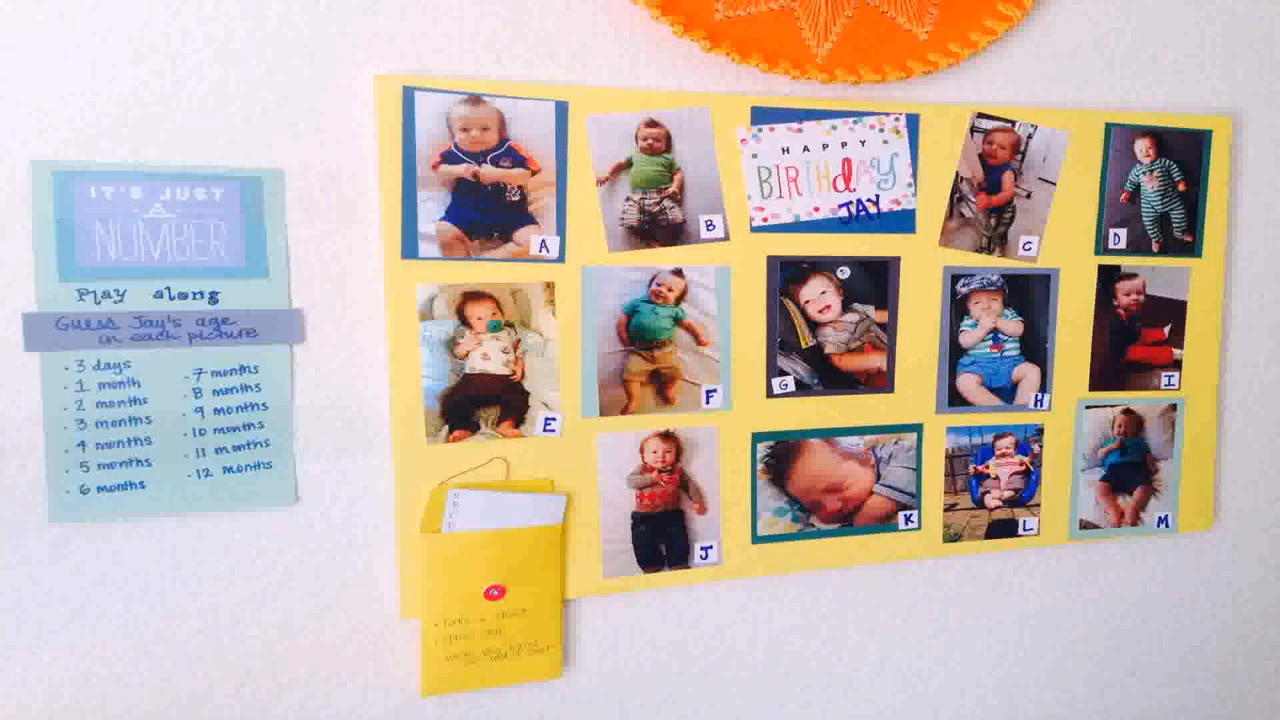 IT'S JUST
A
NUMBER
Play along
Guess Jay's age
in each picture
· 3 days
· 1 month
· 2 months
· 3 months
· 4 months
· 5 months
· 6 months
· 7 months
· 8 months
· 9 months
· 10 months
· 11 months
· 12 months
A
B
HAPPY
BIRTHDAY
JAY
C
D
E
F
G
H
I
J
K
L
M